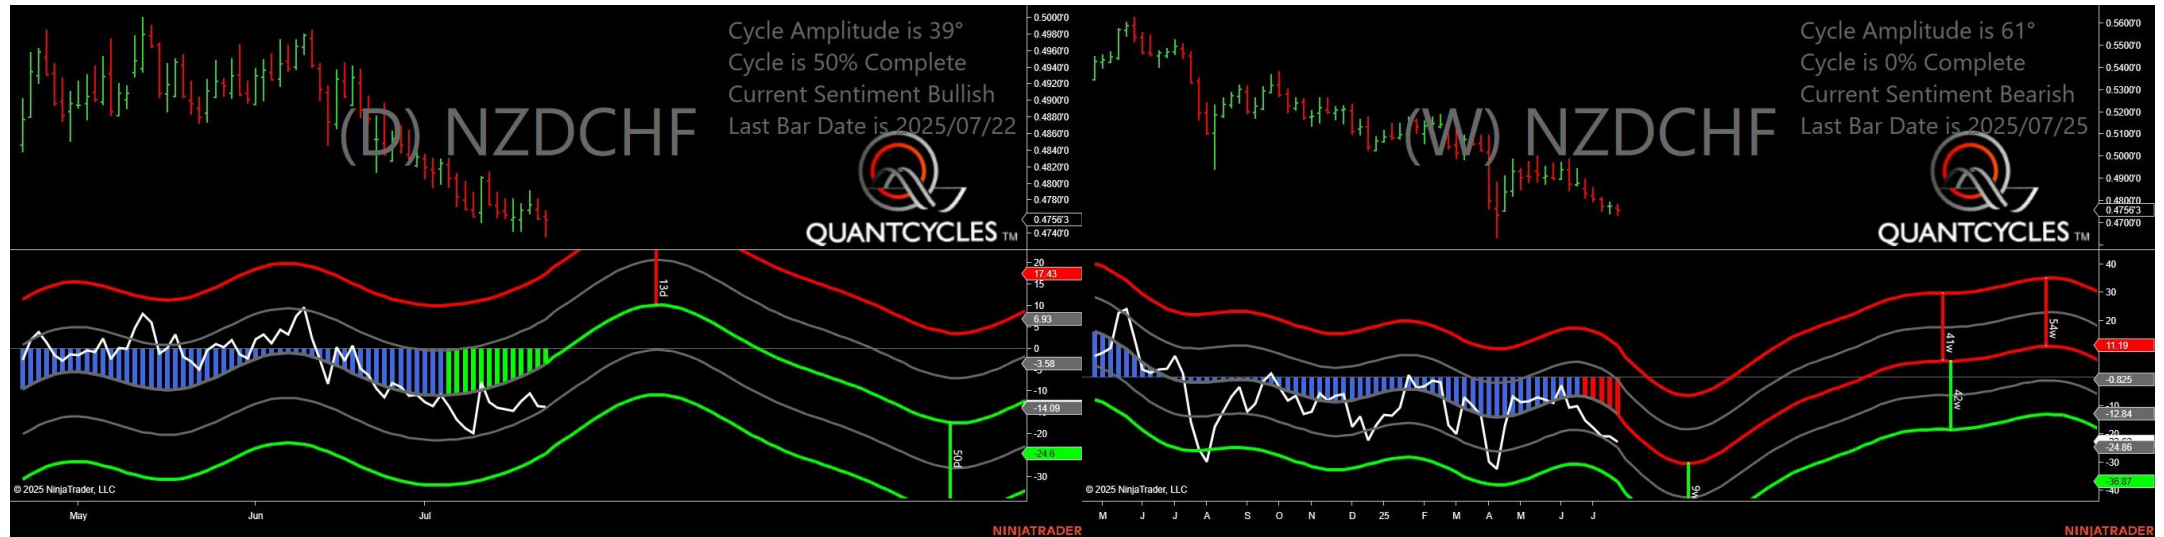 Cycle Amplitude is 39°
Cycle is 50% Complete
Current Sentiment Bullish
Last Bar Date is 2025/07/22
(D) NZDCHF
QUANTCYCLES TM
0.5000'0
0.4980'0
0.4960'0
0.4940'0
0.4920'0
0.4900'0
0.4880'0
0.4860'0
0.4840'0
0.4820'0
0.4800'0
0.4780'0
0.4756'3
0.4740'0
20
17.43
15
10
6.93
5
0
-3.58
-10
-14.09
-20
-24.6
-30
13d
50d
© 2025 NinjaTrader, LLC
May Jun Jul
NINJATRADER
Cycle Amplitude is 61°
Cycle is 0% Complete
Current Sentiment Bearish
Last Bar Date is 2025/07/25
(W) NZDCHF
QUANTCYCLES TM
0.5600'0
0.5500'0
0.5400'0
0.5300'0
0.5200'0
0.5100'0
0.5000'0
0.4900'0
0.4800'0
0.4756'3
0.4700'0
40
30
20
11.19
-0.825
-10
-12.84
-20
-24.86
-30
-36.87
-40
41w
42w
54w
9w
© 2025 NinjaTrader, LLC
M J J A S O N D 25 F M A M J J
NINJATRADER